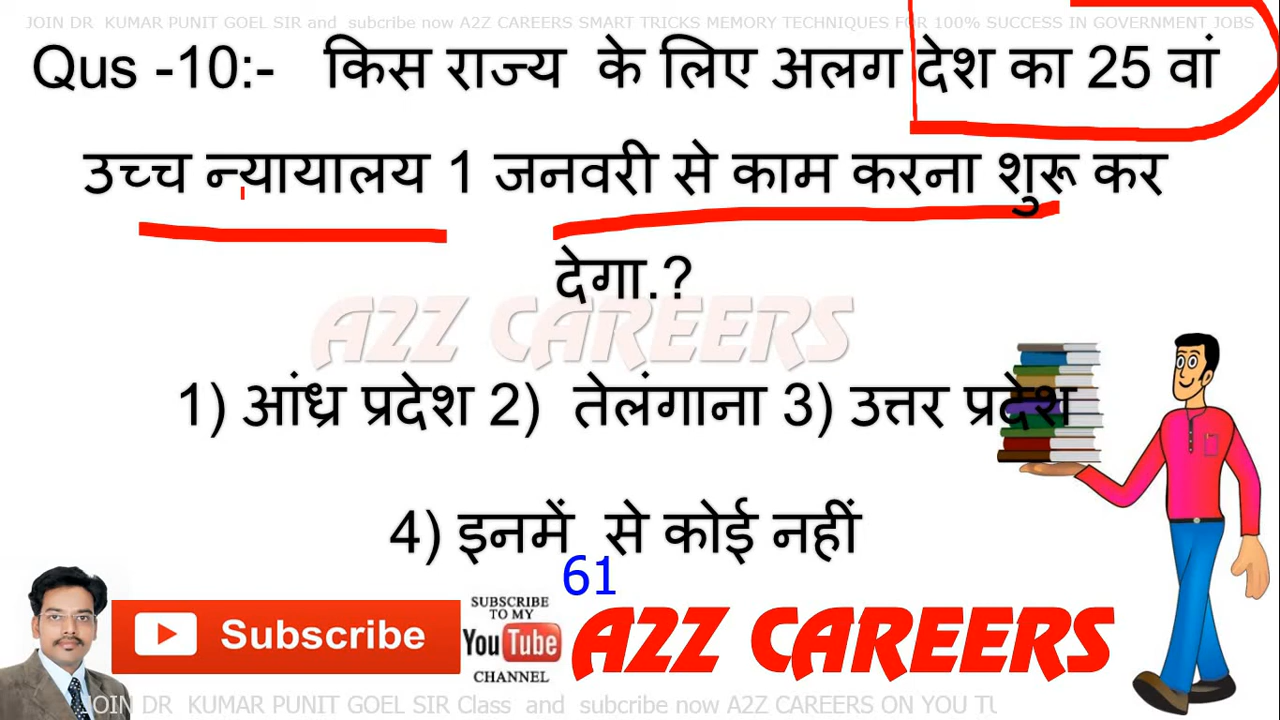 JOIN DR KUMAR PUNIT GOEL SIR and subcribe now A2Z CAREERS SMART TRICKS MEMORY TECHNIQUES FOR 100% SUCCESS IN GOVERNMENT JOBS
Qus -10:- किस राज्य के लिए अलग देश का 25 वां
उच्च न्यायालय 1 जनवरी से काम करना शुरू कर
देगा.?
A2Z CAREERS
1) आंध्र प्रदेश 2) तेलंगाना 3) उत्तर प्रदेश
4) इनमें से कोई नहीं
61
Subscribe
SUBSCRIBE
TO MY
YouTube
CHANNEL
A2Z CAREERS
JOIN DR KUMAR PUNIT GOEL SIR Class and subcribe now A2Z CAREERS ON YOU TU